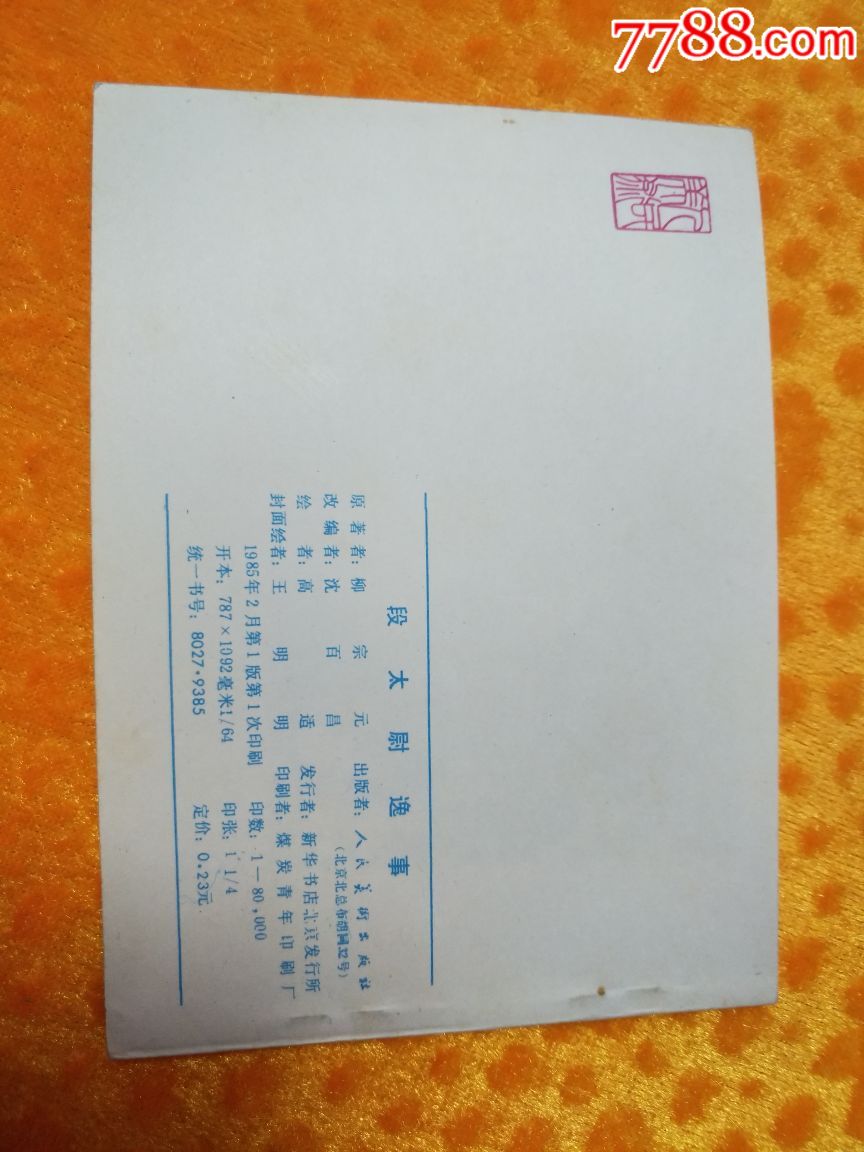 7788.com
段太尉逸事
原著者：柳宗元 出版者：人民美术出版社
（北京北总布胡同32号）
改编者：沈百昌 发行者：新华书店北京发行所
绘者：高适 印刷者：煤炭青年印刷厂
封面绘者：王明明
1985年2月第1版第1次印刷 印数：1—80,000
开本：787×1092毫米1/64 印张：1 1/4
统一书号：8027·9385 定价：0.23元